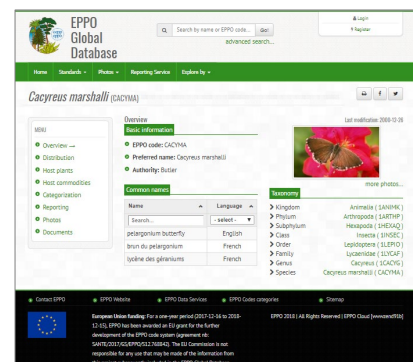 EPPO
Global
Database
Search by name or EPPO code...
Go!
advanced search...
Login
Register
Home
Standards
Photos
Reporting Service
Explore by
Cacyreus marshalli (CACYMA)
MENU
Overview →
Distribution
Host plants
Host commodities
Categorization
Reporting
Photos
Documents
Overview
Basic information
EPPO code: CACYMA
Preferred name: Cacyreus marshalli
Authority: Butler
Common names
Name Language
Search... - select -
pelargonium butterfly English
brun du pelargonium French
lycène des géraniums French
Last modification: 2000-12-26
more photos...
Taxonomy
Kingdom Animalia ( 1ANIMK )
Phylum Arthropoda ( 1ARTHP )
Subphylum Hexapoda ( 1HEXAQ )
Class Insecta ( 1INSEC )
Order Lepidoptera ( 1LEPIO )
Family Lycaenidae ( 1LYCAF )
Genus Cacyreus ( 1CACYG )
Species Cacyreus marshalli ( CACYMA )
Contact EPPO
EPPO Website
EPPO Data Services
EPPO Codes categories
Sitemap
European Union funding: For a one-year period (2017-12-16 to 2018-
12-15), EPPO has been awarded an EU grant for the further
development of the EPPO code system (agreement nb:
SANTE/2017/G5/EPPO/SI2.768842). The EU Commission is not
responsible for any use that may be made of the information from
EPPO 2018 | All Rights Reserved | EPPO Cloud